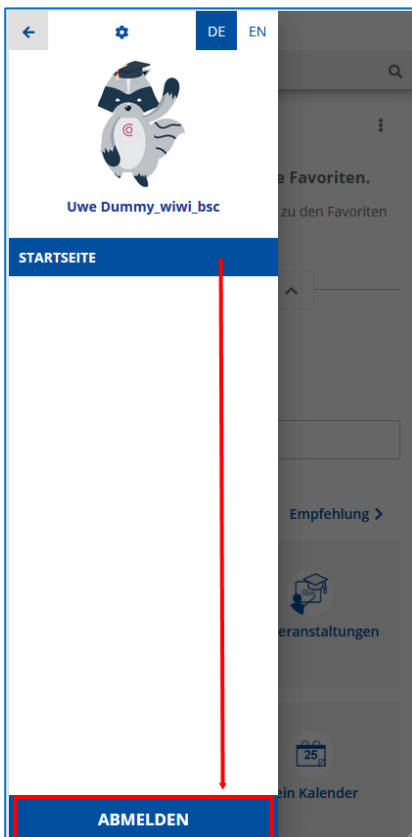 DE EN
e Favoriten.
Uwe Dummy_wiwi_bsc
zu den Favoriten
STARTSEITE
Empfehlung
eranstaltungen
25
ein Kalender
ABMELDEN